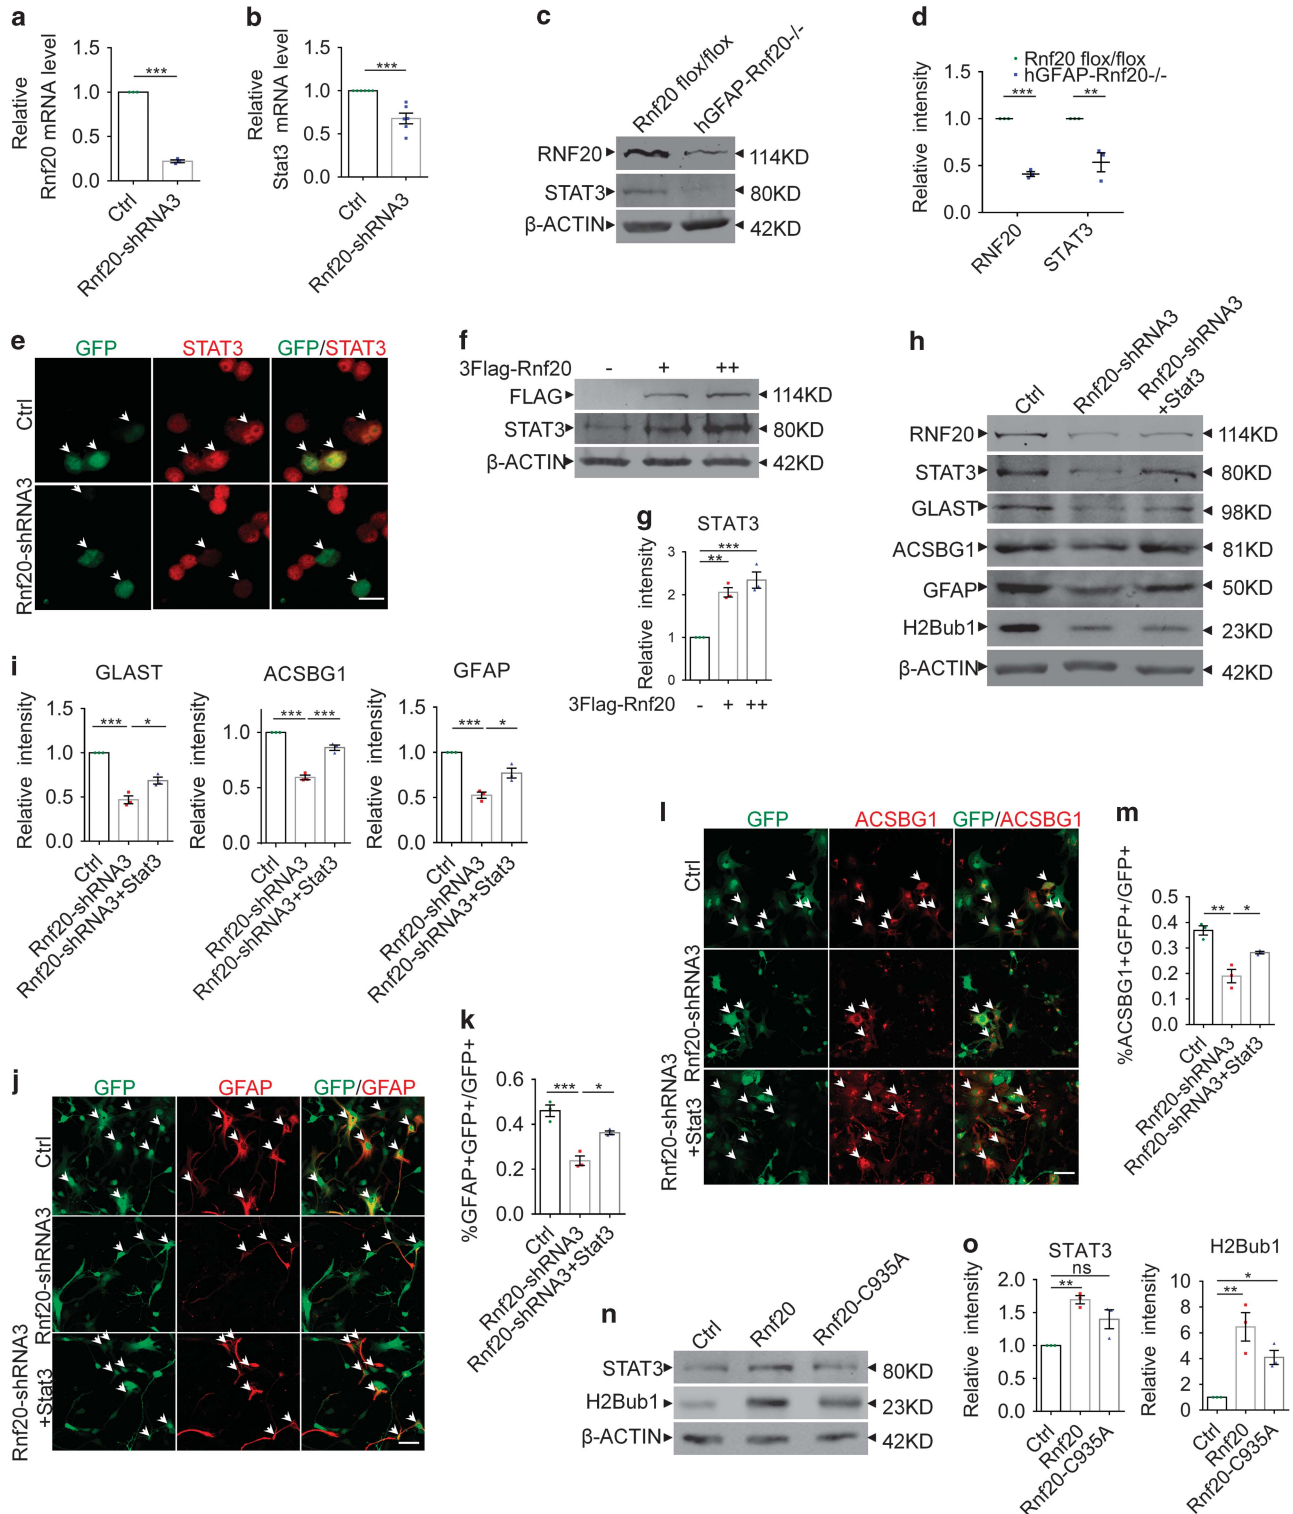 a
Relative
Rnf20 mRNA level
1.5
1.0
0.5
0.0
***
Ctrl
Rnf20-shRNA3
b
Relative
Stat3 mRNA level
1.5
1.0
0.5
0.0
***
Ctrl
Rnf20-shRNA3
c
Rnf20 flox/flox
hGFAP-Rnf20-/-
RNF20
114KD
STAT3
80KD
β-ACTIN
42KD
d
Rnf20 flox/flox
hGFAP-Rnf20-/-
Relative intensity
1.5
1.0
0.5
0.0
***
**
RNF20
STAT3
e
GFP
STAT3
GFP/STAT3
Ctrl
Rnf20-shRNA3
f
3Flag-Rnf20
-
+
++
FLAG
114KD
STAT3
80KD
β-ACTIN
42KD
g
STAT3
Relative intensity
3
2
1
0
***
**
3Flag-Rnf20
-
+
++
h
Ctrl
Rnf20-shRNA3
Rnf20-shRNA3
+Stat3
RNF20
114KD
STAT3
80KD
GLAST
98KD
ACSBG1
81KD
GFAP
50KD
H2Bub1
23KD
β-ACTIN
42KD
i
GLAST
Relative intensity
1.5
1.0
0.5
0.0
***
*
Ctrl
Rnf20-shRNA3
Rnf20-shRNA3+Stat3
ACSBG1
Relative intensity
1.0
0.5
0.0
***
***
Ctrl
Rnf20-shRNA3
Rnf20-shRNA3+Stat3
GFAP
Relative intensity
1.5
1.0
0.5
0.0
***
*
Ctrl
Rnf20-shRNA3
Rnf20-shRNA3+Stat3
j
GFP
GFAP
GFP/GFAP
Ctrl
Rnf20-shRNA3
Rnf20-shRNA3
+Stat3
k
%GFAP+GFP+/GFP+
0.6
0.4
0.2
0.0
***
*
Ctrl
Rnf20-shRNA3
Rnf20-shRNA3+Stat3
l
GFP
ACSBG1
GFP/ACSBG1
Ctrl
Rnf20-shRNA3
Rnf20-shRNA3
+Stat3
m
%ACSBG1+GFP+/GFP+
0.5
0.4
0.3
0.2
0.1
0.0
**
*
Ctrl
Rnf20-shRNA3
Rnf20-shRNA3+Stat3
n
Ctrl
Rnf20
Rnf20-C935A
STAT3
80KD
H2Bub1
23KD
β-ACTIN
42KD
o
STAT3
Relative intensity
2.0
1.5
1.0
0.5
0.0
ns
**
Ctrl
Rnf20
Rnf20-C935A
H2Bub1
Relative intensity
10
8
6
4
2
0
*
**
Ctrl
Rnf20
Rnf20-C935A